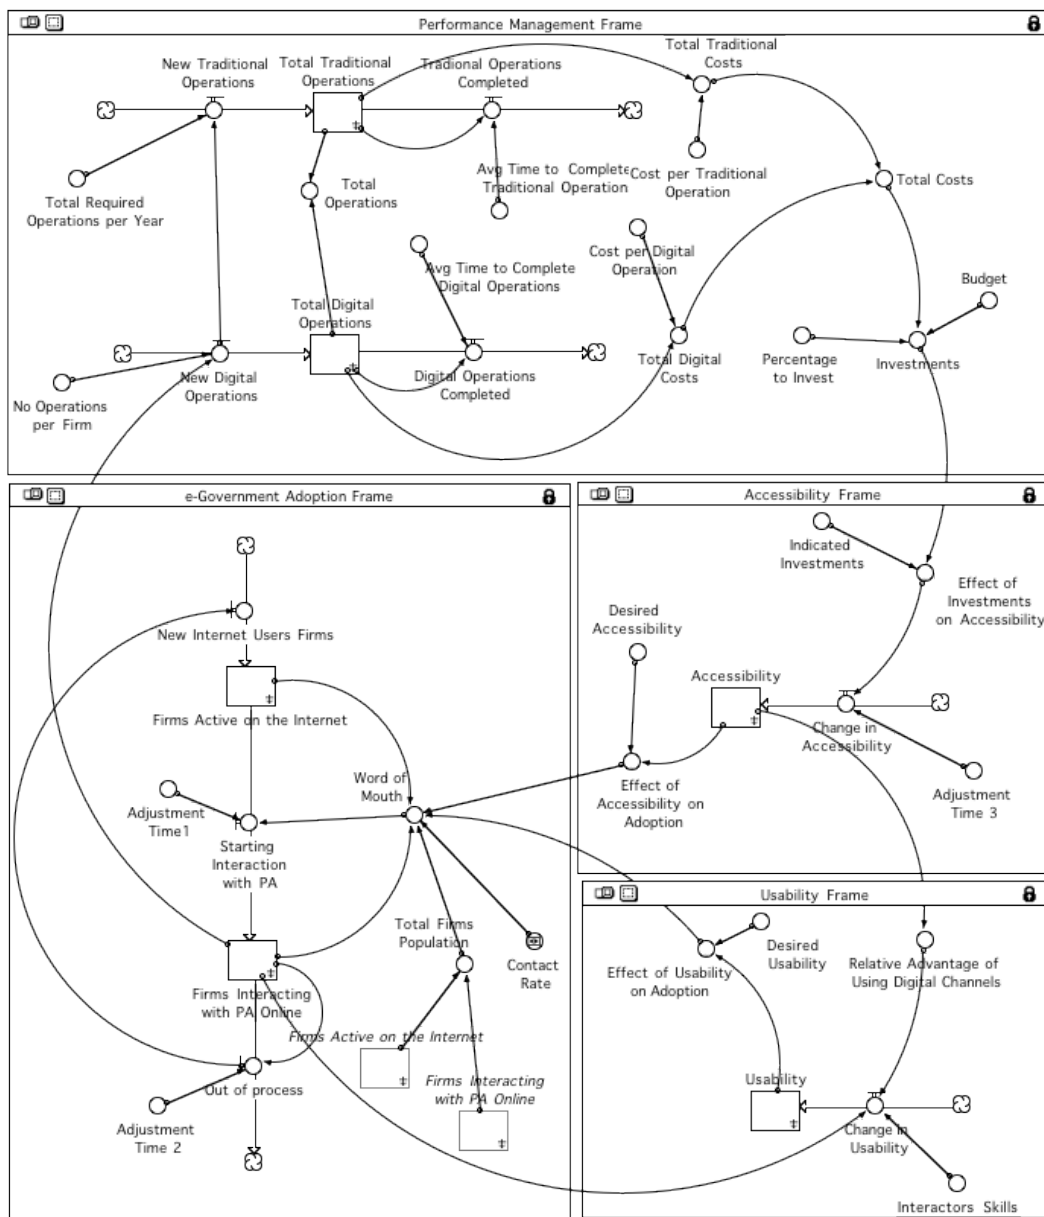 Performance Management Frame
New Traditional
Operations
Total Traditional
Operations
Tradional Operations
Completed
Total Traditional
Costs
Total Required
Operations per Year
Total
Operations
Avg Time to Complete
Traditional Operation
Cost per Traditional
Operation
Total Costs
Avg Time to Complete
Digital Operations
Cost per Digital
Operation
Budget
Total Digital
Operations
New Digital
Operations
Digital Operations
Completed
Total Digital
Costs
Percentage
to Invest
Investments
No Operations
per Firm
e-Government Adoption Frame
New Internet Users Firms
Firms Active on the Internet
Word of
Mouth
Adjustment
Time1
Starting
Interaction
with PA
Total Firms
Population
Contact
Rate
Firms Interacting
with PA Online
Firms Active on the Internet
Firms Interacting
with PA Online
Out of process
Adjustment
Time 2
Accessibility Frame
Indicated
Investments
Effect of
Investments
on Accessibility
Desired
Accessibility
Accessibility
Change in
Accessibility
Effect of
Accessibility on
Adoption
Adjustment
Time 3
Usability Frame
Effect of Usability
on Adoption
Desired
Usability
Relative Advantage of
Using Digital Channels
Usability
Change in
Usability
Interactors Skills